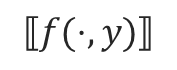 ⟦f(·, y)⟧